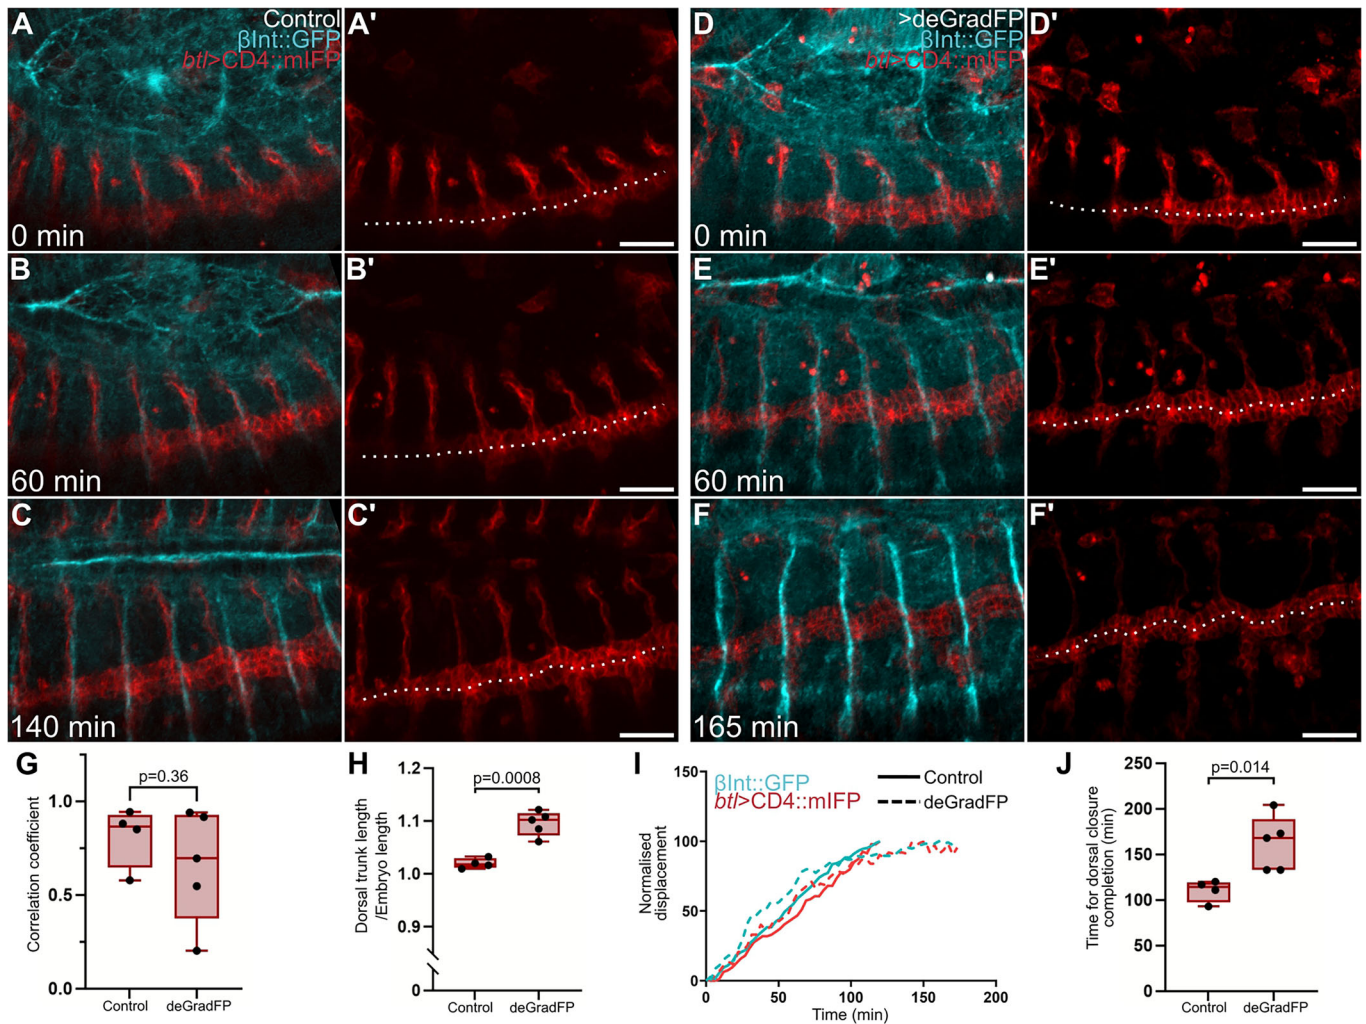 A
Control
βInt::GFP
btl>CD4::mIFP
0 min
A'
D
>deGradFP
βInt::GFP
btl>CD4::mIFP
0 min
D'
B
60 min
B'
E
60 min
E'
C
140 min
C'
F
165 min
F'
G
p=0.36
Correlation coefficient
1.0
0.5
0.0
Control
deGradFP
H
p=0.0008
Dorsal trunk length
/Embryo length
1.2
1.1
1.0
0.9
0
Control
deGradFP
I
βInt::GFP
btl>CD4::mIFP
Control
deGradFP
Normalised
displacement
150
100
50
0
0
50
100
150
200
Time (min)
J
p=0.014
Time for dorsal closure
completion (min)
250
200
150
100
50
0
Control
deGradFP